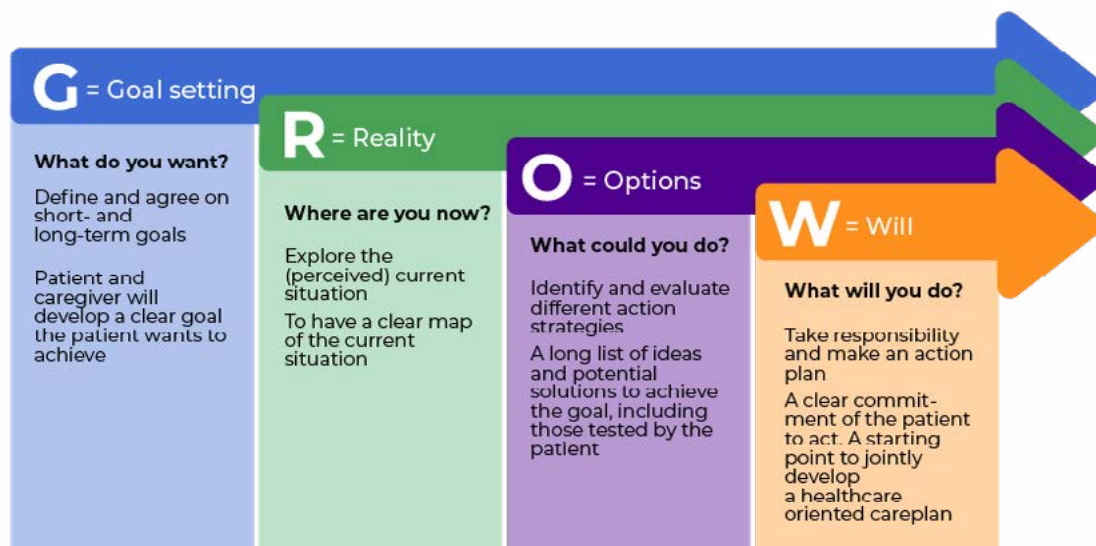 G = Goal setting
What do you want?
Define and agree on
short- and
long-term goals
Patient and
caregiver will
develop a clear goal
the patient wants to
achieve
R = Reality
Where are you now?
Explore the
(perceived) current
situation
To have a clear map
of the current
situation
O = Options
What could you do?
Identify and evaluate
different action
strategies
A long list of ideas
and potential
solutions to achieve
the goal, including
those tested by the
patient
W = Will
What will you do?
Take responsibility
and make an action
plan
A clear commit-
ment of the patient
to act. A starting
point to jointly
develop
a healthcare
oriented careplan